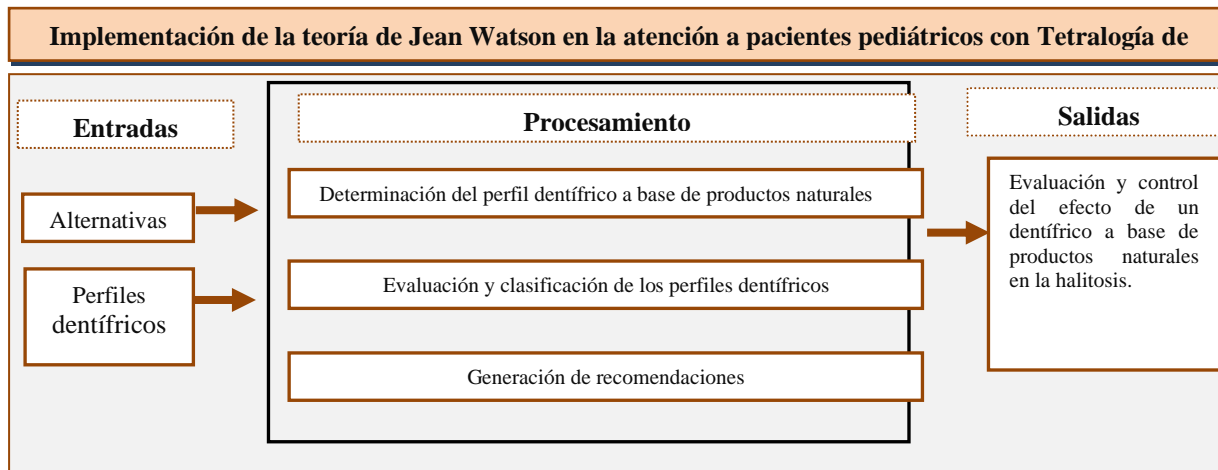 Implementación de la teoría de Jean Watson en la atención a pacientes pediátricos con Tetralogía de
Entradas
Procesamiento
Salidas
Alternativas
Perfiles
dentífricos
Determinación del perfil dentífrico a base de productos naturales
Evaluación y clasificación de los perfiles dentífricos
Generación de recomendaciones
Evaluación y control
del efecto de un
dentífrico a base de
productos naturales
en la halitosis.